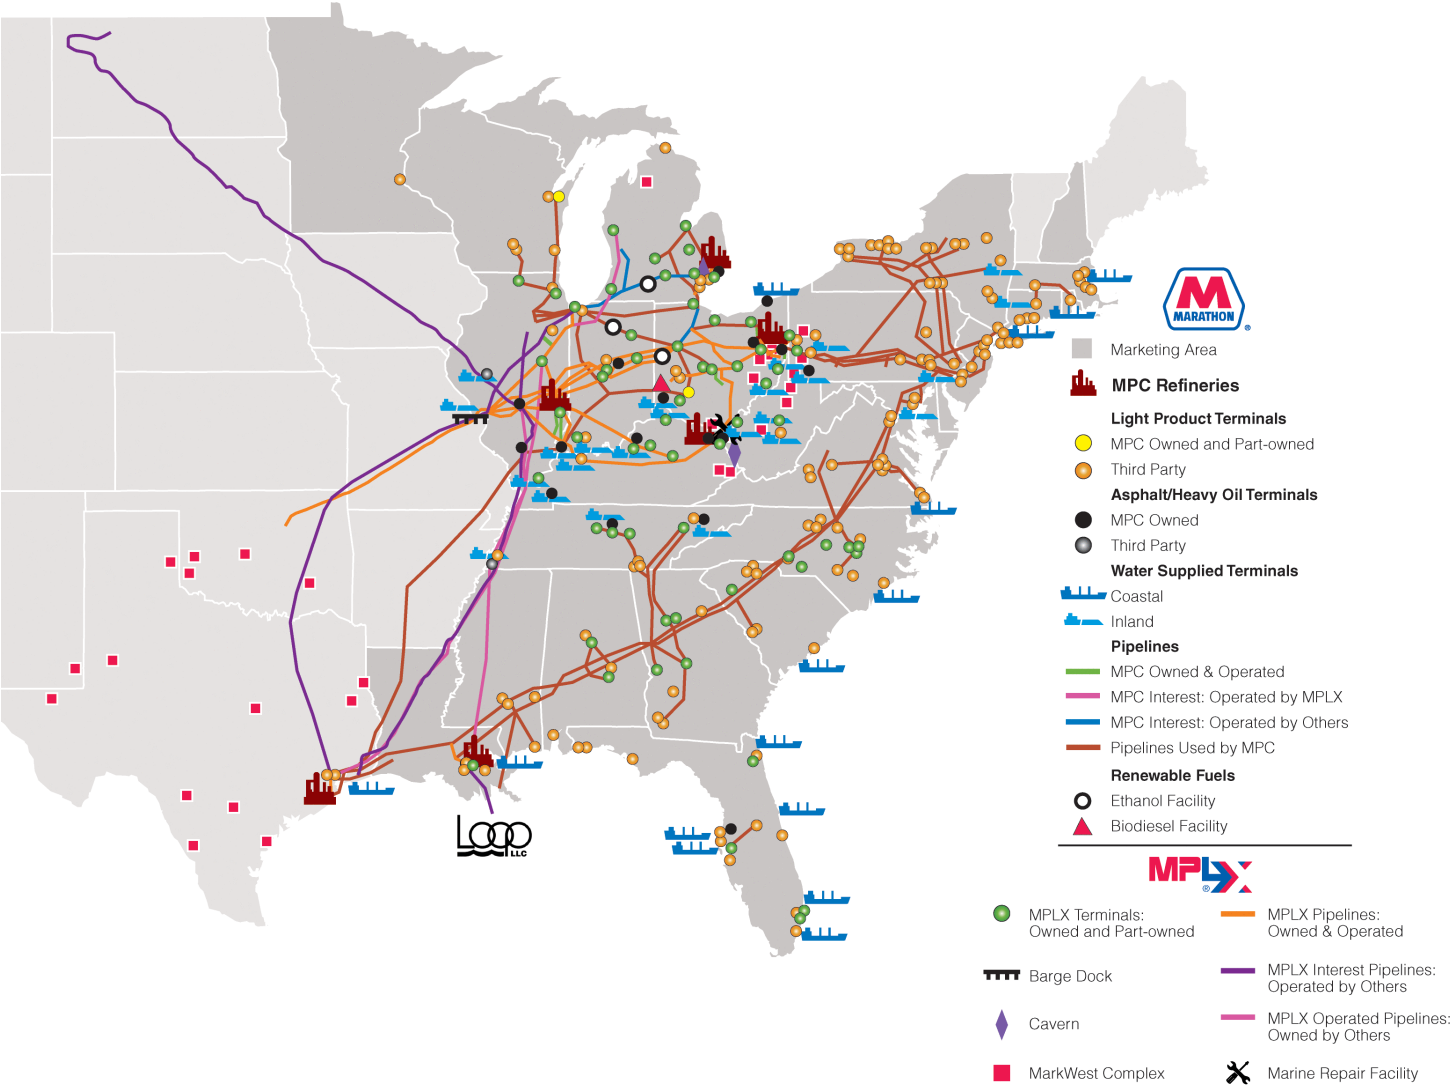 M
MARATHON
®
Marketing Area
MPC Refineries
Light Product Terminals
MPC Owned and Part-owned
Third Party
Asphalt/Heavy Oil Terminals
MPC Owned
Third Party
Water Supplied Terminals
Coastal
Inland
Pipelines
MPC Owned & Operated
MPC Interest: Operated by MPLX
MPC Interest: Operated by Others
Pipelines Used by MPC
Renewable Fuels
Ethanol Facility
Biodiesel Facility
LOOP
LLC
MPLX
®
MPLX Terminals:
Owned and Part-owned
Barge Dock
Cavern
MarkWest Complex
MPLX Pipelines:
Owned & Operated
MPLX Interest Pipelines:
Operated by Others
MPLX Operated Pipelines:
Owned by Others
Marine Repair Facility